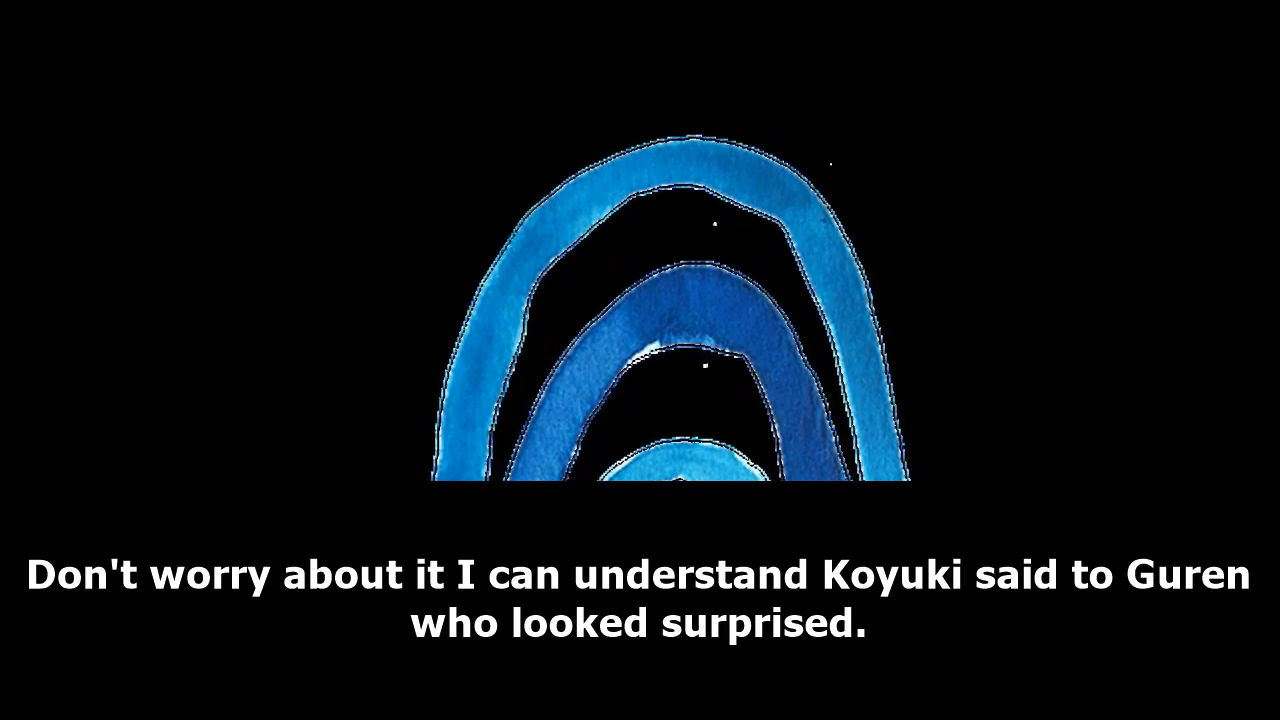 Don't worry about it I can understand Koyuki said to Guren
who looked surprised.